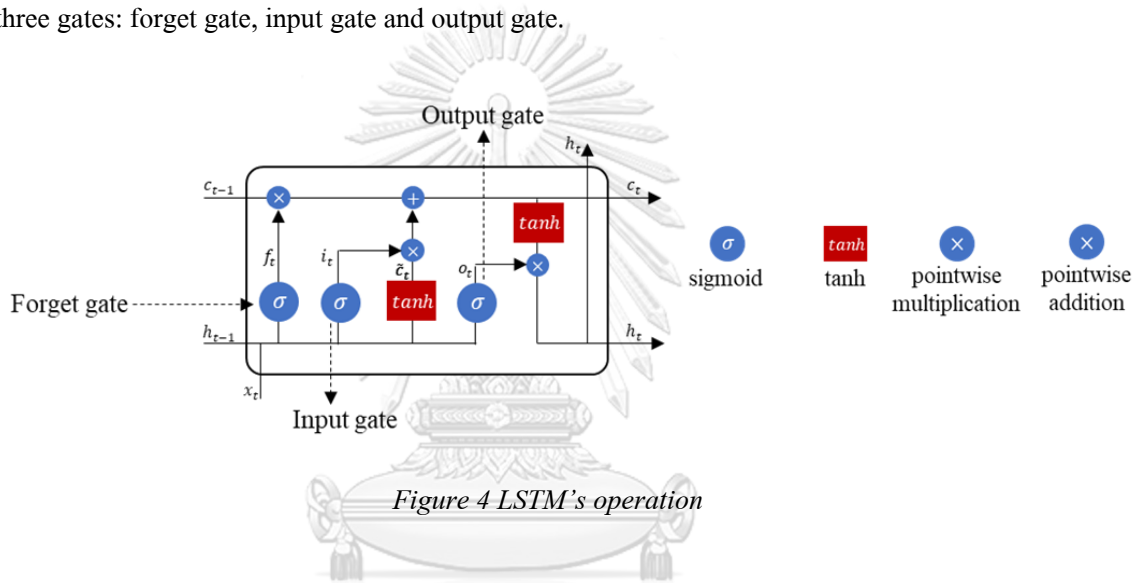 three gates: forget gate, input gate and output gate.
Output gate
h_t
c_{t-1}
c_t
×
+
tanh
f_t
i_t
×
c̃_t
o_t
×
Forget gate
σ
σ
tanh
σ
h_{t-1}
h_t
x_t
Input gate
σ
tanh
×
×
sigmoid
tanh
pointwise
multiplication
pointwise
addition
Figure 4 LSTM’s operation